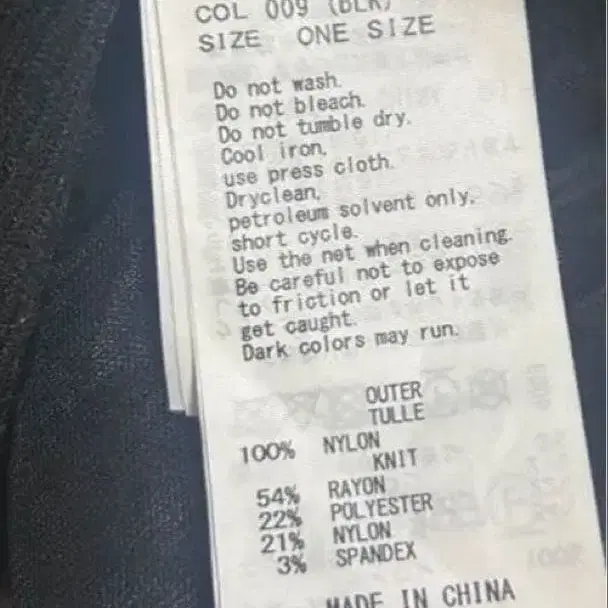 COL 009 (BLK)
SIZE ONE SIZE
Do not wash.
Do not bleach.
Do not tumble dry.
Cool iron,
use press cloth.
Dryclean,
petroleum solvent only,
short cycle.
Use the net when cleaning.
Be careful not to expose
to friction or let it
get caught.
Dark colors may run.
OUTER
TULLE
100% NYLON
KNIT
54% RAYON
22% POLYESTER
21% NYLON
3% SPANDEX
MADE IN CHINA